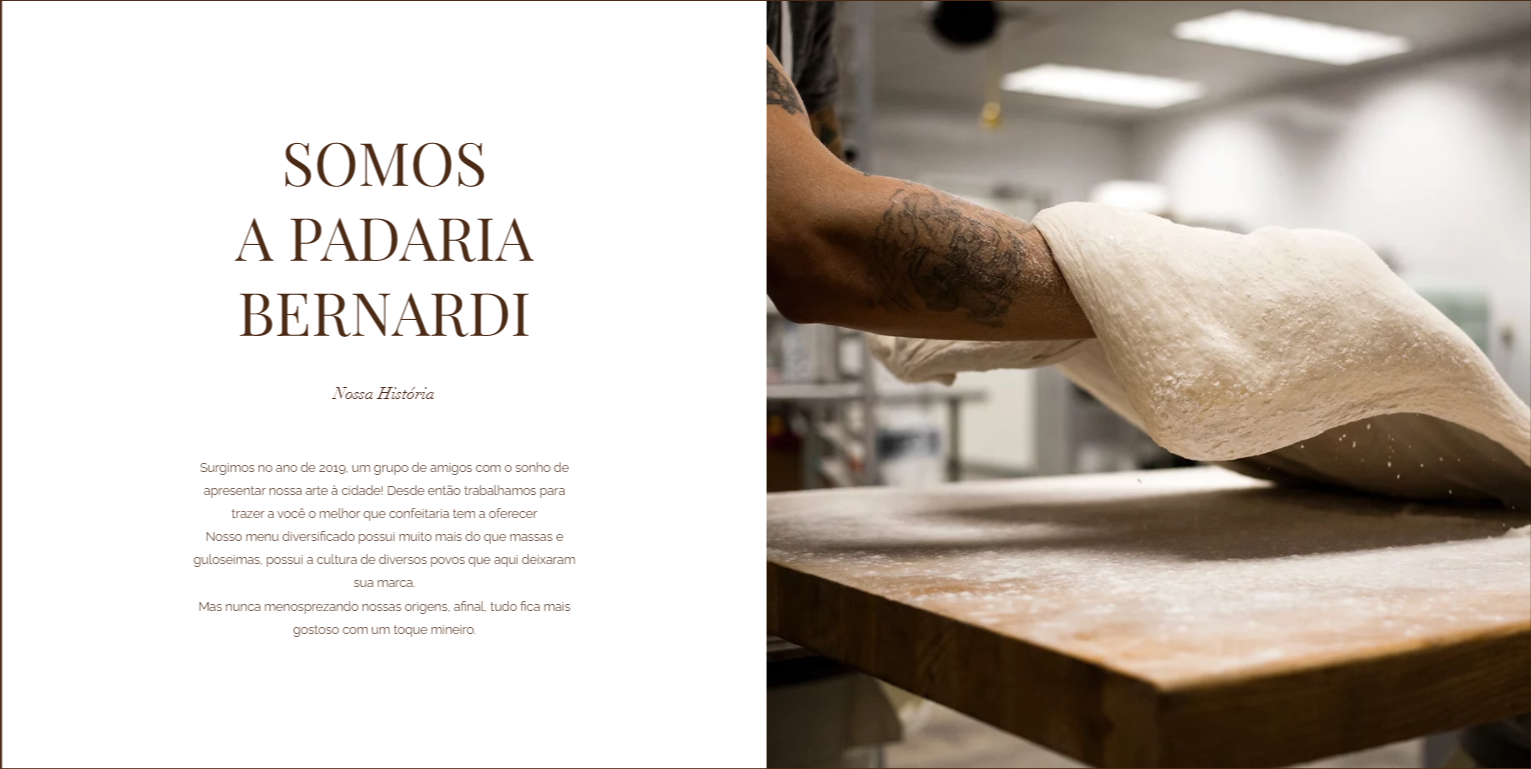 SOMOS
A PADARIA
BERNARDI
Nossa História
Surgimos no ano de 2019, um grupo de amigos com o sonho de
apresentar nossa arte à cidade! Desde então trabalhamos para
trazer a você o melhor que confeitaria tem a oferecer
Nosso menu diversificado possui muito mais do que massas e
guloseimas, possui a cultura de diversos povos que aqui deixaram
sua marca.
Mas nunca menosprezando nossas origens, afinal, tudo fica mais
gostoso com um toque mineiro.